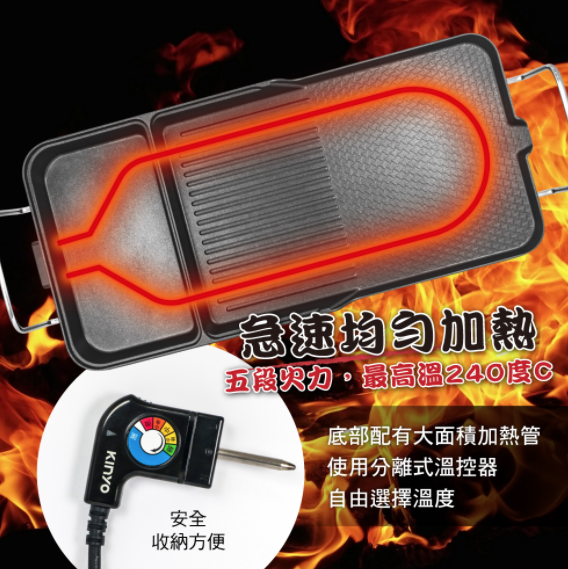 急速均勻加熱
五段火力，最高溫240度C
底部配有大面積加熱管
使用分離式溫控器
自由選擇溫度
KINYO
安全
收納方便